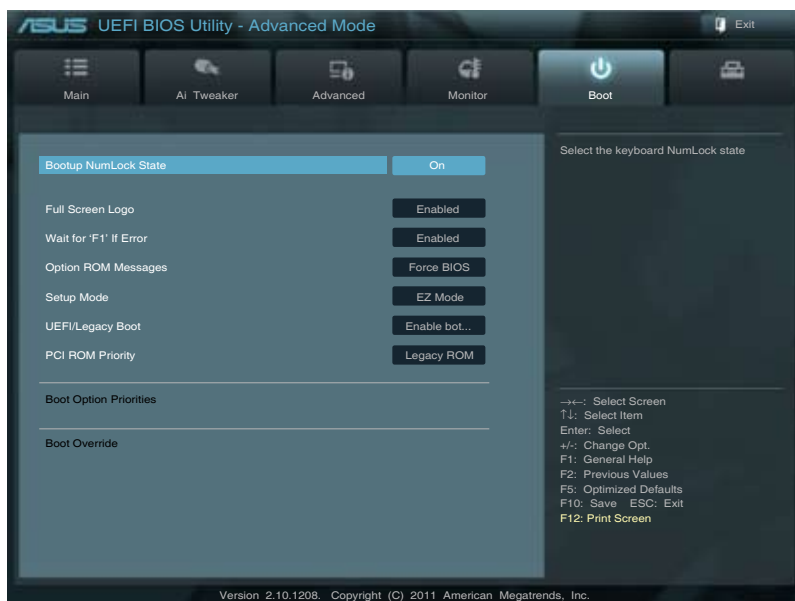 ASUS UEFI BIOS Utility - Advanced Mode
Exit
Main
Ai Tweaker
Advanced
Monitor
Boot
Bootup NumLock State On
Full Screen Logo Enabled
Wait for ‘F1’ If Error Enabled
Option ROM Messages Force BIOS
Setup Mode EZ Mode
UEFI/Legacy Boot Enable bot...
PCI ROM Priority Legacy ROM
Boot Option Priorities
Boot Override
Select the keyboard NumLock state
→←: Select Screen
↑↓: Select Item
Enter: Select
+/-: Change Opt.
F1: General Help
F2: Previous Values
F5: Optimized Defaults
F10: Save ESC: Exit
F12: Print Screen
Version 2.10.1208. Copyright (C) 2011 American Megatrends, Inc.